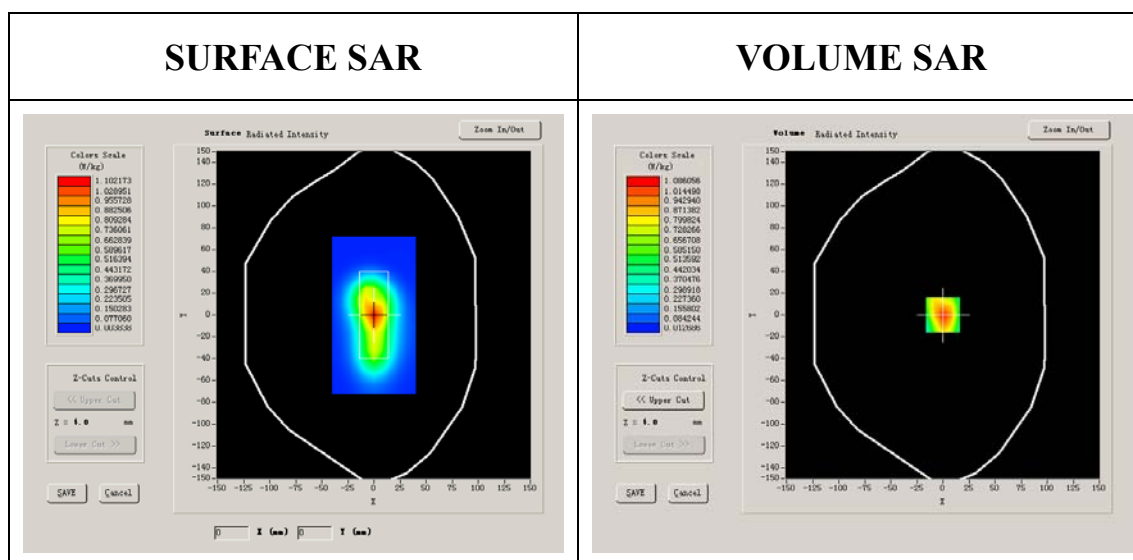 SURFACE SAR
VOLUME SAR
Surface Radiated Intensity
Zoom In/Out
Colors Scale
(W/kg)
1.102173
1.028951
0.955728
0.882506
0.809284
0.736061
0.662839
0.589617
0.516394
0.443172
0.369950
0.296727
0.223505
0.150283
0.077060
0.003838
150
140
120
100
80
60
40
20
0
-20
-40
-60
-80
-100
-120
-140
-150
Y
-150 -125 -100 -75 -50 -25 0 25 50 75 100 125 150
X
Z-Cuts Control
<< Upper Cut
Z = 4.0 mm
Lower Cut >>
SAVE Cancel
0 X (mm) 0 Y (mm)
Volume Radiated Intensity
Zoom In/Out
Colors Scale
(W/kg)
1.086056
1.014498
0.942940
0.871382
0.799824
0.728266
0.656708
0.585150
0.513592
0.442034
0.370476
0.298918
0.227360
0.155802
0.084244
0.012686
150
140
120
100
80
60
40
20
0
-20
-40
-60
-80
-100
-120
-140
-150
Y
-150 -125 -100 -75 -50 -25 0 25 50 75 100 125 150
X
Z-Cuts Control
<< Upper Cut
Z = 4.0 mm
Lower Cut >>
SAVE Cancel